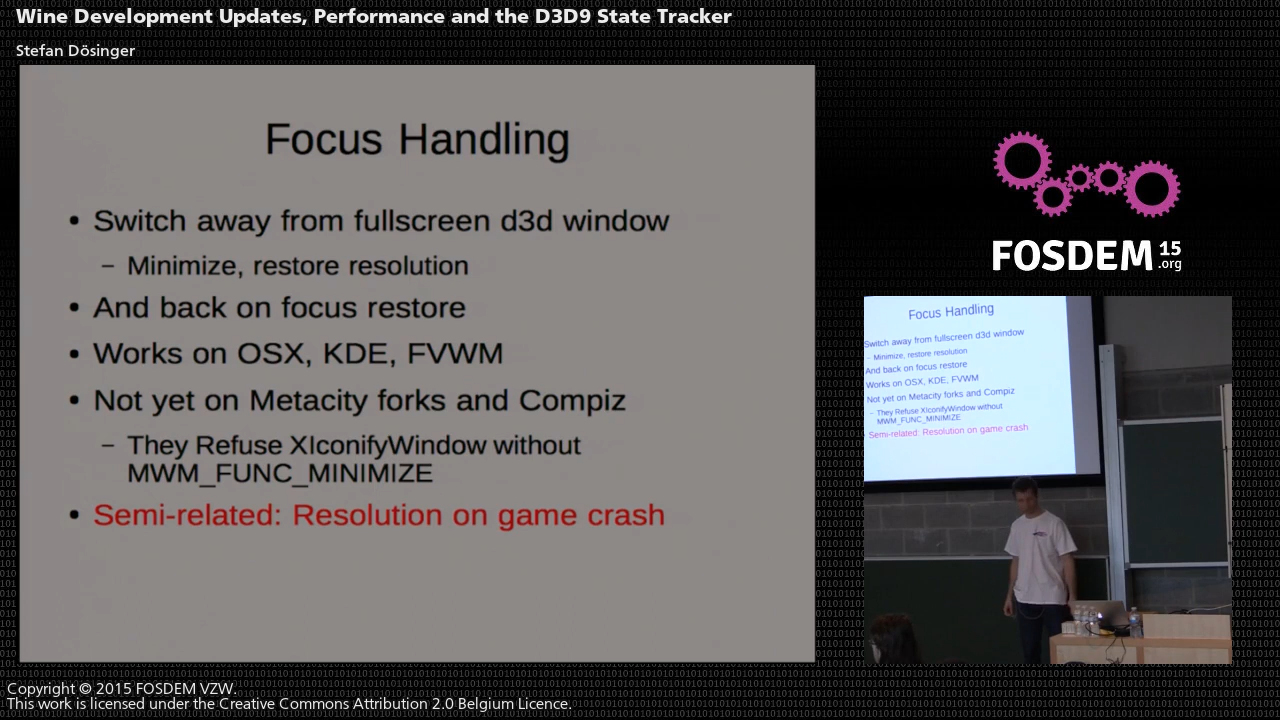 Wine Development Updates, Performance and the D3D9 State Tracker
Stefan Dösinger
Focus Handling
• Switch away from fullscreen d3d window
– Minimize, restore resolution
• And back on focus restore
• Works on OSX, KDE, FVWM
• Not yet on Metacity forks and Compiz
– They Refuse XIconifyWindow without
MWM_FUNC_MINIMIZE
• Semi-related: Resolution on game crash
FOSDEM 15
.org
Focus Handling
Switch away from fullscreen d3d window
– Minimize, restore resolution
And back on focus restore
Works on OSX, KDE, FVWM
Not yet on Metacity forks and Compiz
– They Refuse XIconifyWindow without
MWM_FUNC_MINIMIZE
Semi-related: Resolution on game crash
Copyright © 2015 FOSDEM VZW.
This work is licensed under the Creative Commons Attribution 2.0 Belgium Licence.